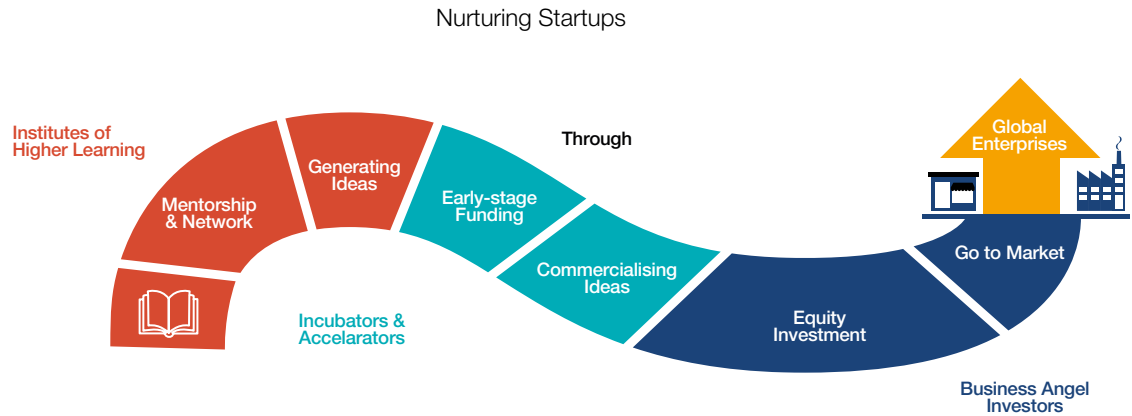 Nurturing Startups
Institutes of
Higher Learning
Mentorship
& Network
Generating
Ideas
Early-stage
Funding
Through
Commercialising
Ideas
Incubators &
Accelarators
Equity
Investment
Go to Market
Global
Enterprises
Business Angel
Investors